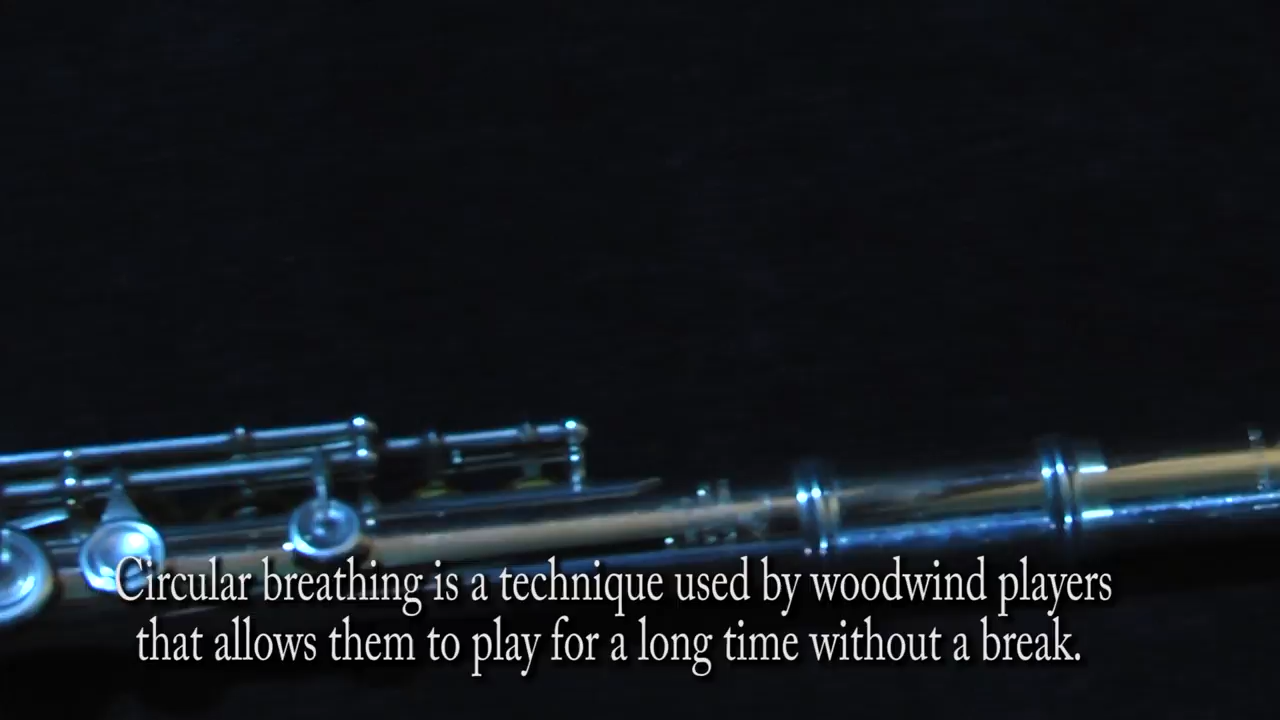 Circular breathing is a technique used by woodwind players
that allows them to play for a long time without a break.